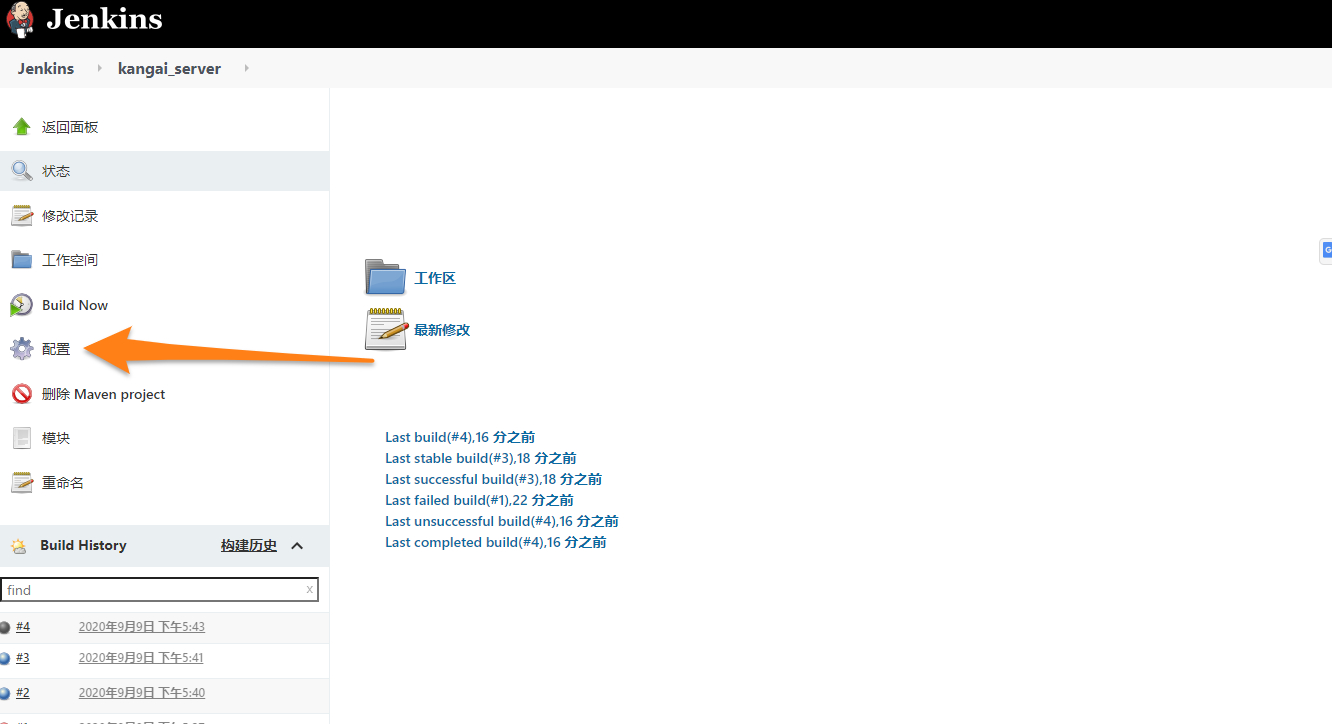 Jenkins
Jenkins kangai_server
返回面板
状态
修改记录
工作空间
Build Now
配置
删除 Maven project
模块
重命名
工作区
最新修改
Last build(#4),16 分之前
Last stable build(#3),18 分之前
Last successful build(#3),18 分之前
Last failed build(#1),22 分之前
Last unsuccessful build(#4),16 分之前
Last completed build(#4),16 分之前
Build History 构建历史
find x
#4 2020年9月9日 下午5:43
#3 2020年9月9日 下午5:41
#2 2020年9月9日 下午5:40